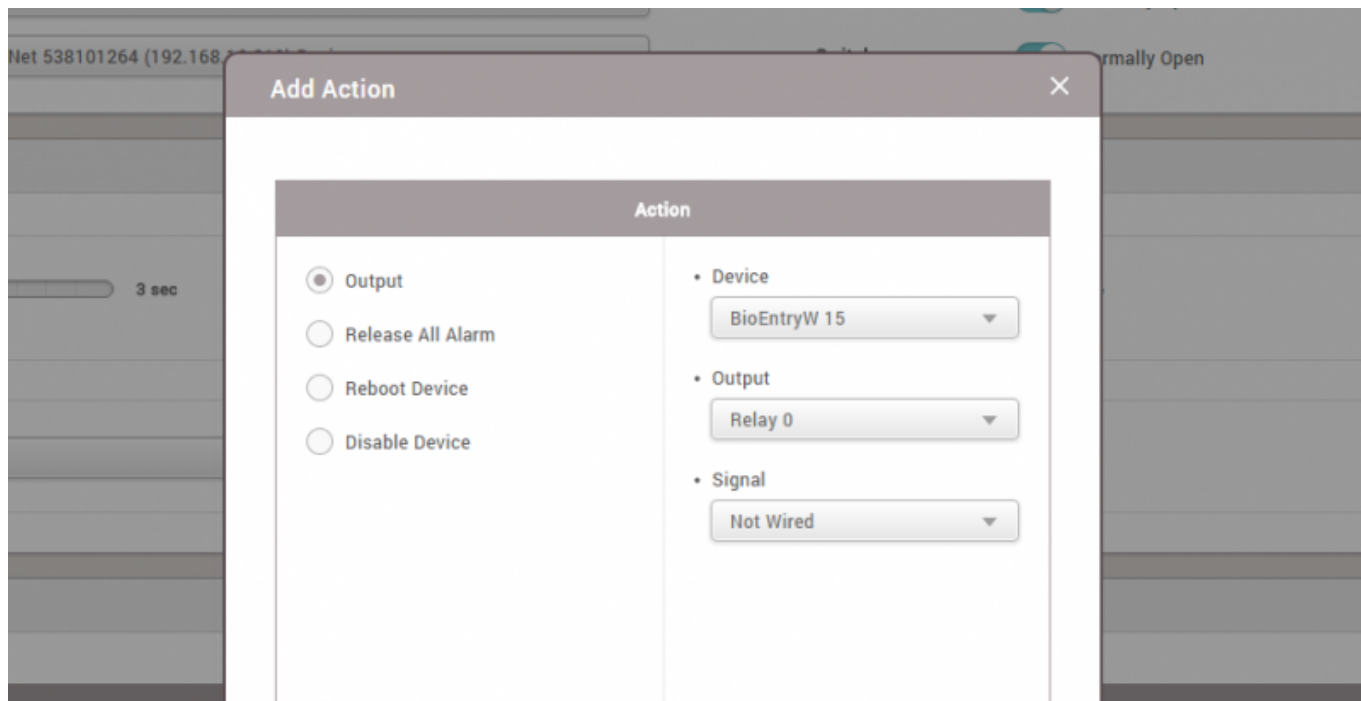 Net 538101264 (192.168.
Normally Open
Add Action
Action
Output
Release All Alarm
Reboot Device
Disable Device
3 sec
• Device
BioEntryW 15
• Output
Relay 0
• Signal
Not Wired